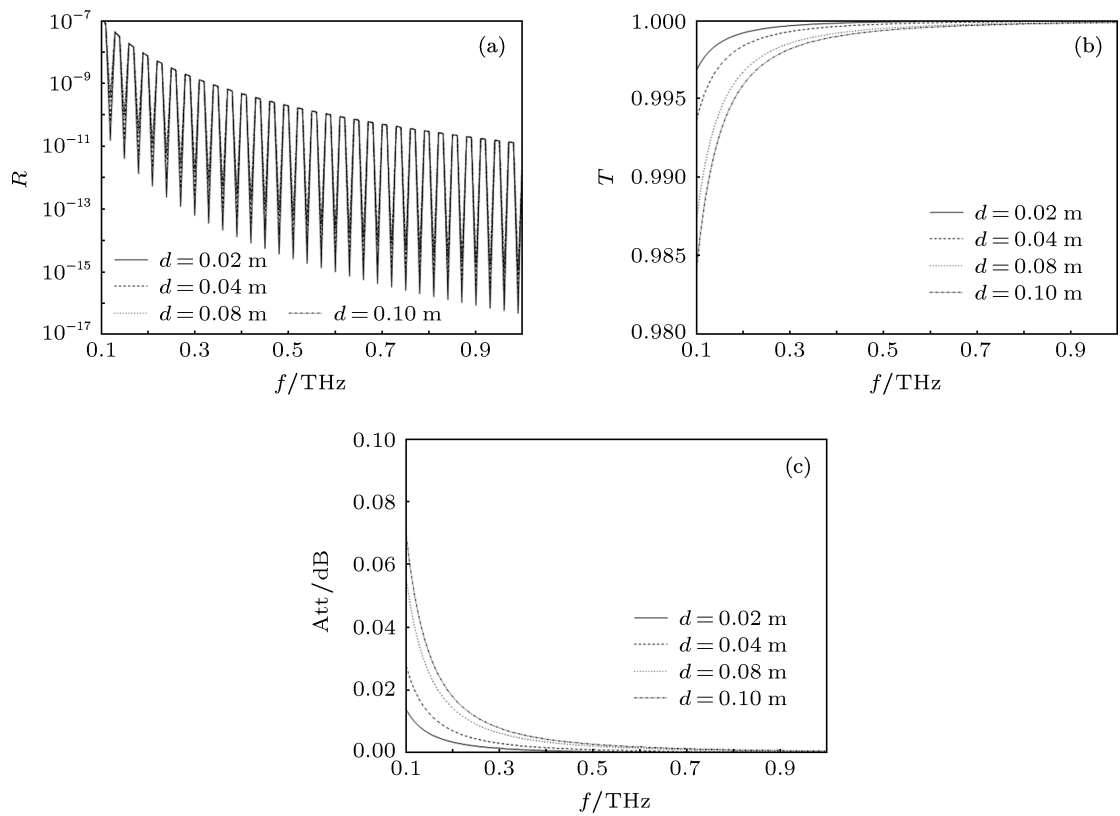 10⁻⁷
(a)
10⁻⁹
10⁻¹¹
R
10⁻¹³
10⁻¹⁵
d = 0.02 m
d = 0.04 m
d = 0.08 m d = 0.10 m
10⁻¹⁷
0.1 0.3 0.5 0.7 0.9
f/THz
1.000
(b)
0.995
0.990
T
d = 0.02 m
d = 0.04 m
0.985
d = 0.08 m
d = 0.10 m
0.980
0.1 0.3 0.5 0.7 0.9
f/THz
0.10
(c)
0.08
0.06
Att/dB
0.04
d = 0.02 m
d = 0.04 m
0.02
d = 0.08 m
d = 0.10 m
0.00
0.1 0.3 0.5 0.7 0.9
f/THz